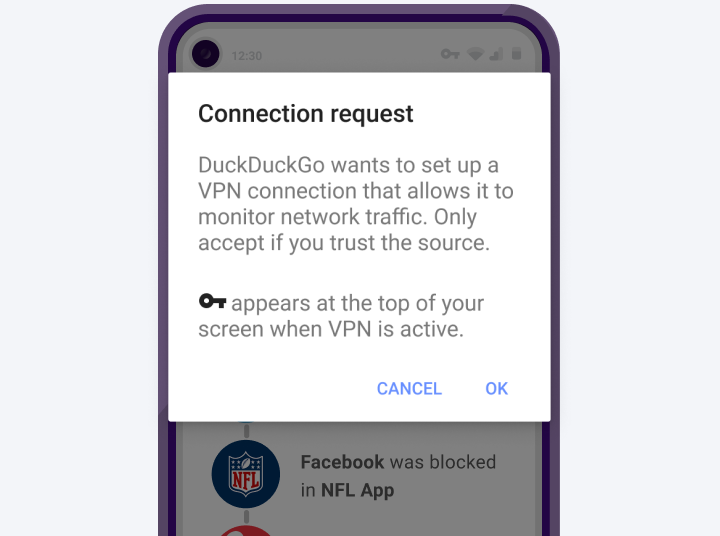 12:30
Connection request
DuckDuckGo wants to set up a
VPN connection that allows it to
monitor network traffic. Only
accept if you trust the source.
appears at the top of your
screen when VPN is active.
CANCEL OK
Facebook was blocked
in NFL App
NFL